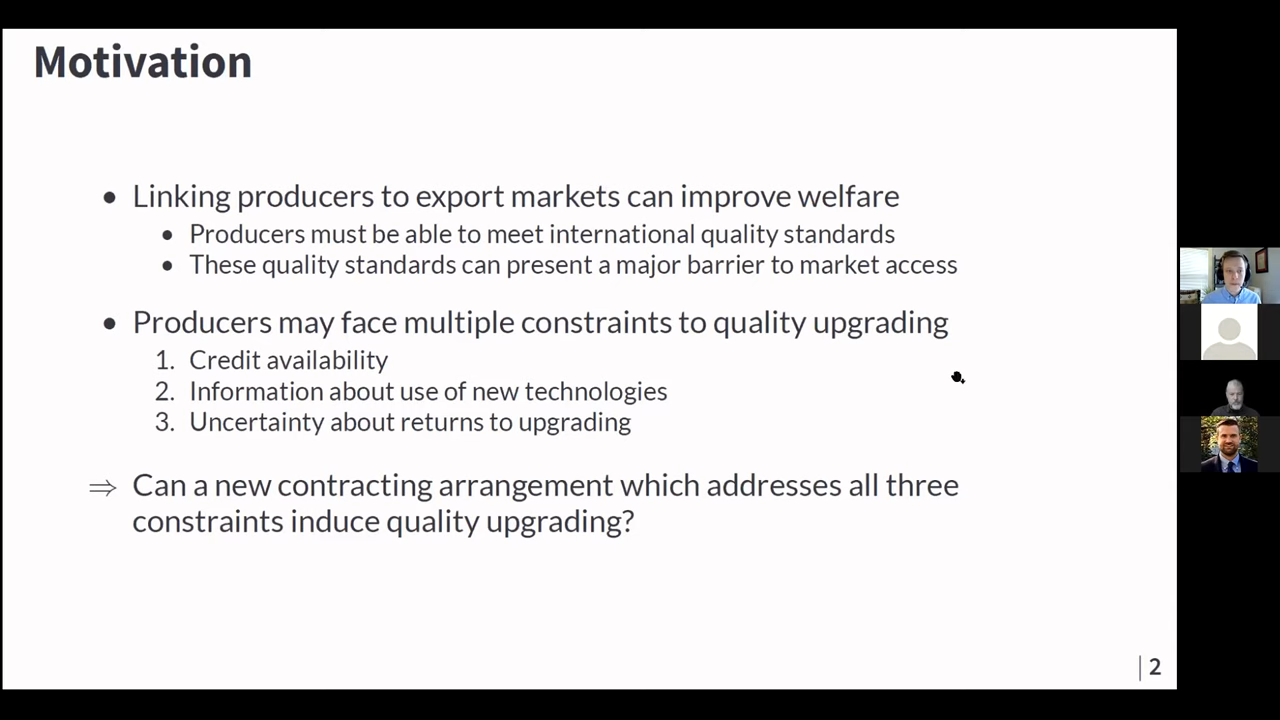 Motivation
• Linking producers to export markets can improve welfare
• Producers must be able to meet international quality standards
• These quality standards can present a major barrier to market access
• Producers may face multiple constraints to quality upgrading
1. Credit availability
2. Information about use of new technologies
3. Uncertainty about returns to upgrading
⇒ Can a new contracting arrangement which addresses all three
constraints induce quality upgrading?
| 2